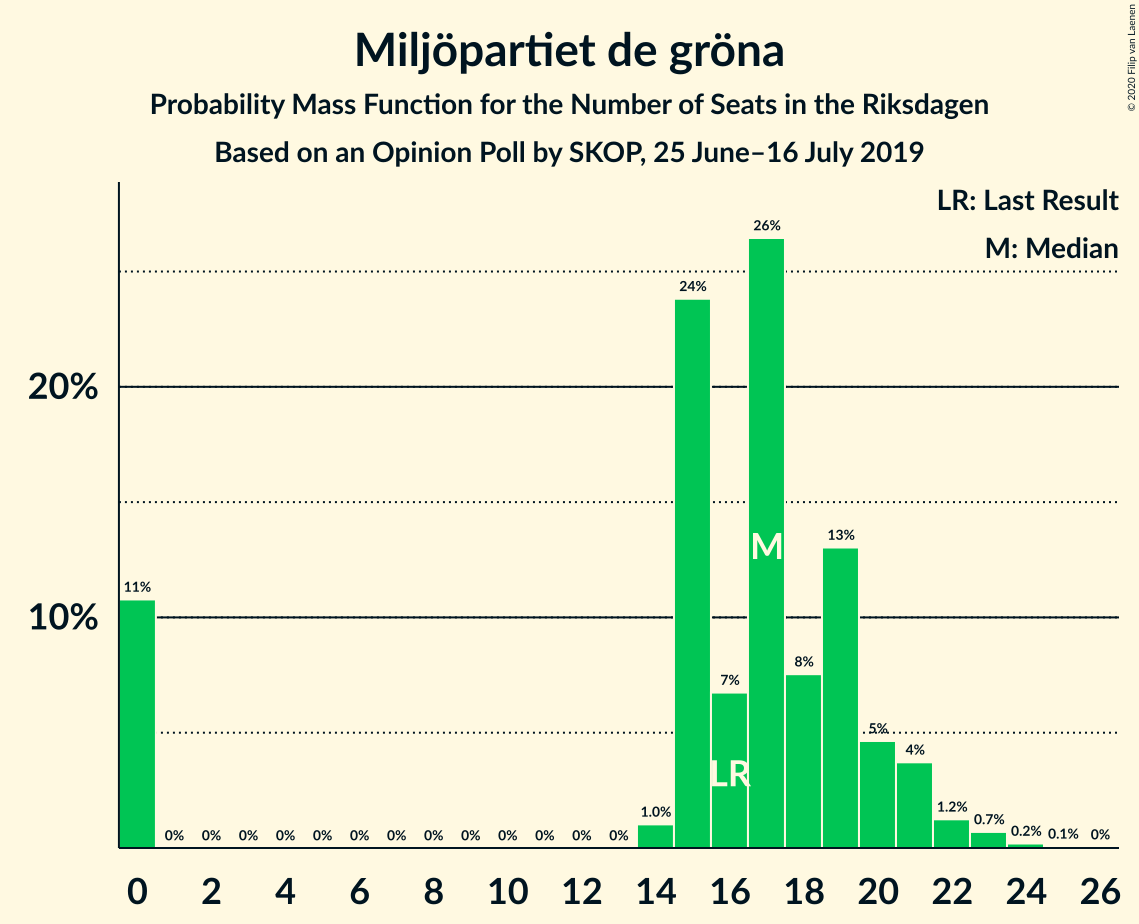 Miljöpartiet de gröna
Probability Mass Function for the Number of Seats in the Riksdagen
Based on an Opinion Poll by SKOP, 25 June–16 July 2019
© 2020 Filip van Laenen
LR: Last Result
M: Median
20%
10%
11% 0% 0% 0% 0% 0% 0% 0% 0% 0% 0% 0% 0% 0% 1.0% 24% 7% 26% 8% 13% 5% 4% 1.2% 0.7% 0.2% 0.1% 0%
M
LR
0 2 4 6 8 10 12 14 16 18 20 22 24 26